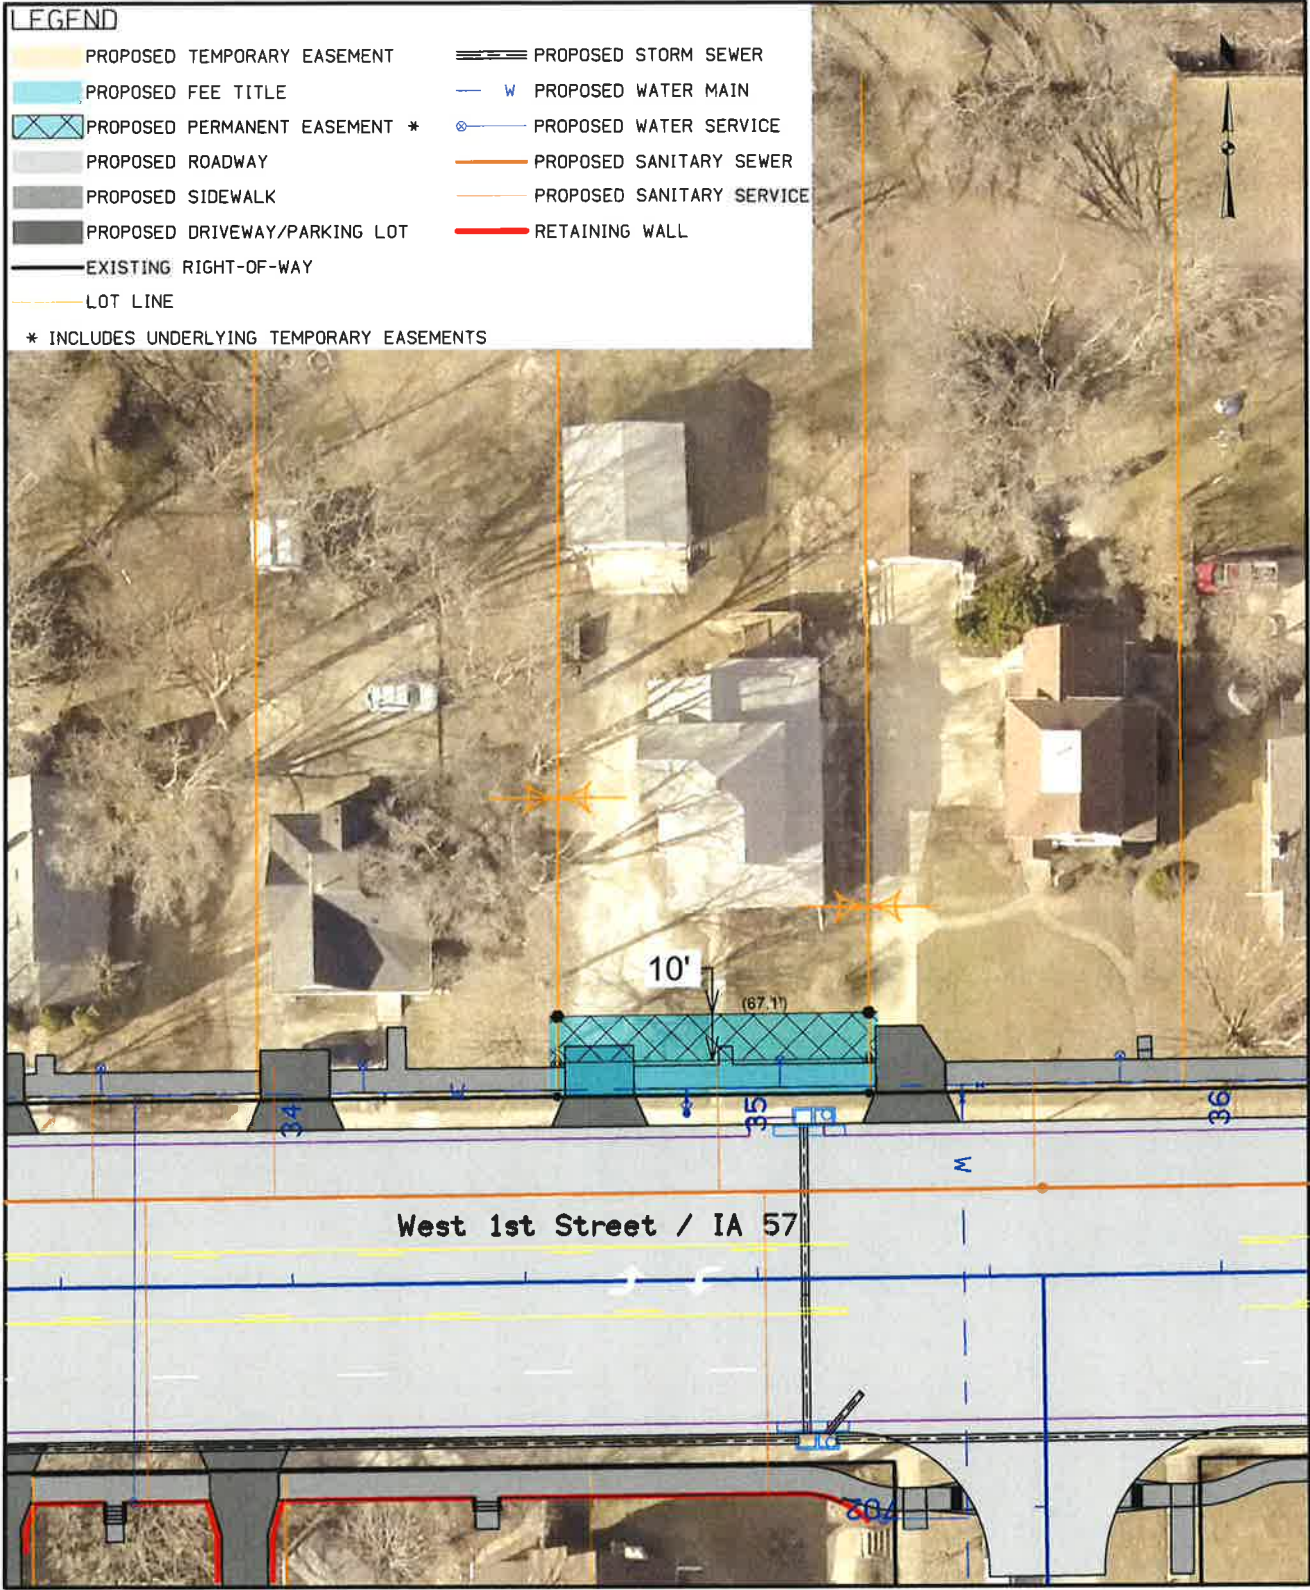 LEGEND
PROPOSED TEMPORARY EASEMENT
PROPOSED FEE TITLE
PROPOSED PERMANENT EASEMENT *
PROPOSED ROADWAY
PROPOSED SIDEWALK
PROPOSED DRIVEWAY/PARKING LOT
EXISTING RIGHT-OF-WAY
LOT LINE
* INCLUDES UNDERLYING TEMPORARY EASEMENTS
PROPOSED STORM SEWER
W PROPOSED WATER MAIN
PROPOSED WATER SERVICE
PROPOSED SANITARY SEWER
PROPOSED SANITARY SERVICE
RETAINING WALL
10'
(67.1')
W
34
35
36
W
West 1st Street / IA 57
702